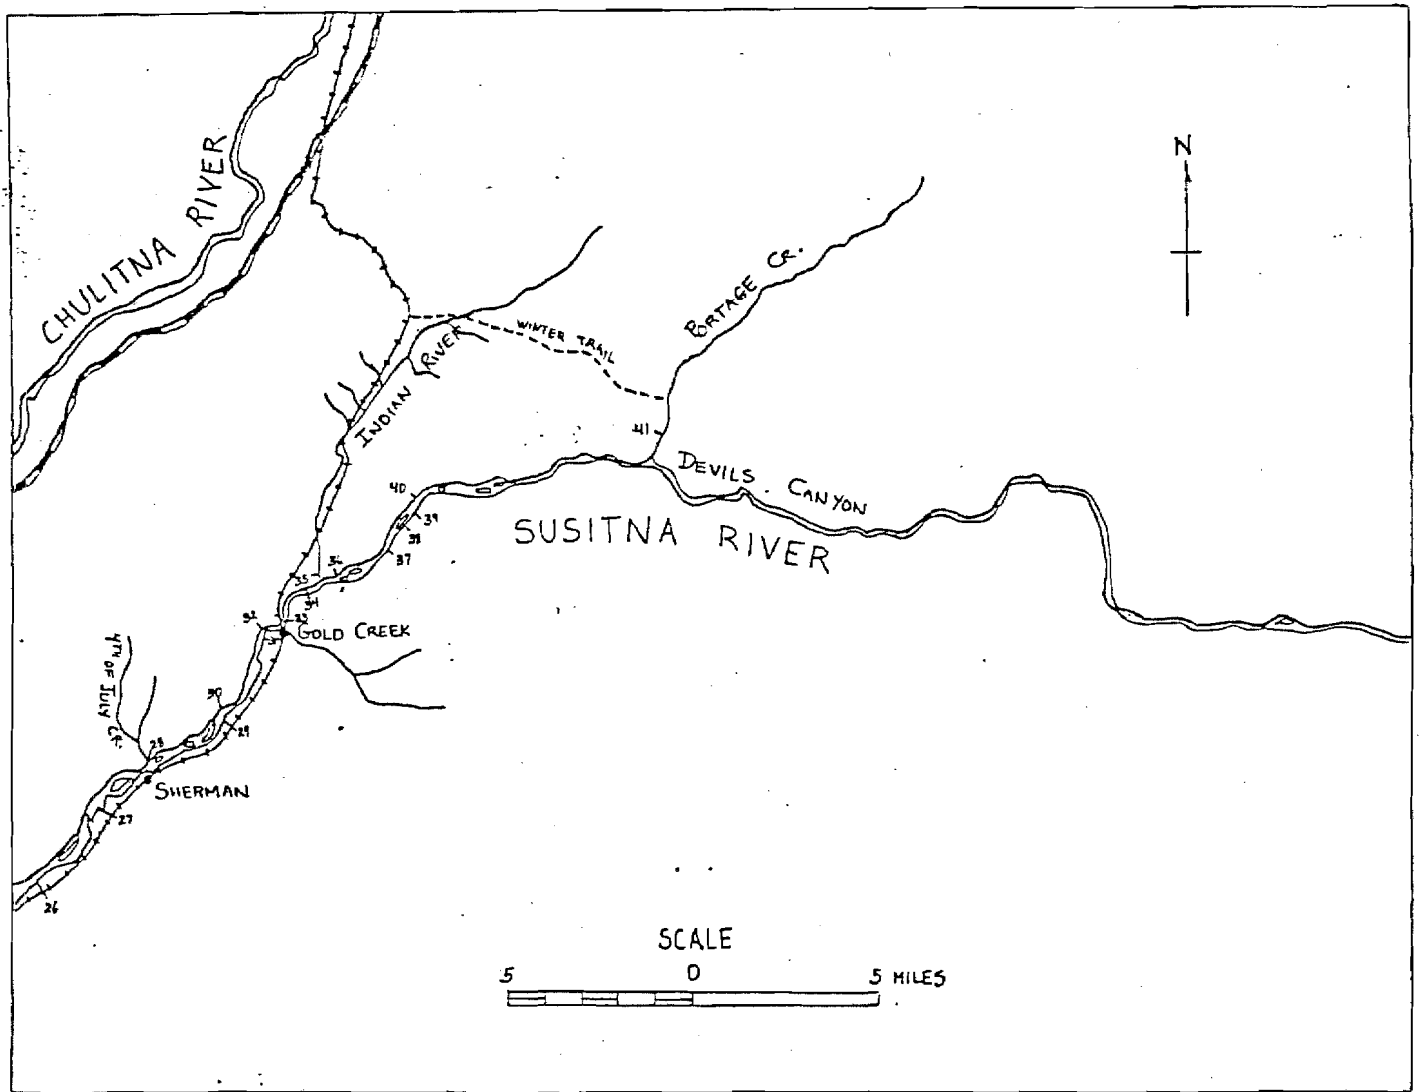 N
CHULITNA RIVER
PORTAGE CR.
WINTER TRAIL
INDIAN RIVER
41
DEVILS CANYON
40
39
38
SUSITNA RIVER
37
36
35
34
32
33
GOLD CREEK
31
4TH OF JULY CR.
30
29
28
SHERMAN
27
26
SCALE
5 0 5 MILES